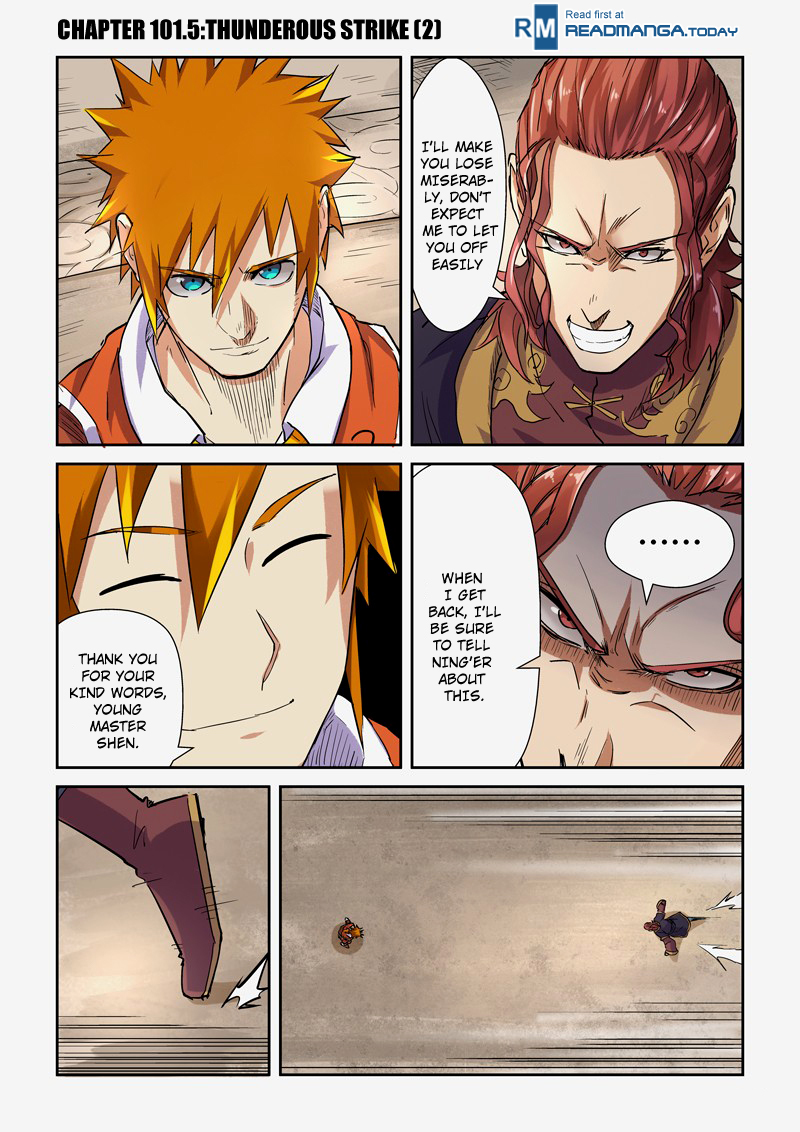 CHAPTER 101.5:THUNDEROUS STRIKE (2)
RM
Read first at
READMANGA.TODAY
I'LL MAKE
YOU LOSE
MISERAB-
LY, DON'T
EXPECT
ME TO LET
YOU OFF
EASILY
THANK YOU
FOR YOUR
KIND WORDS,
YOUNG
MASTER
SHEN.
WHEN
I GET
BACK, I'LL
BE SURE
TO TELL
NING'ER
ABOUT
THIS.
......